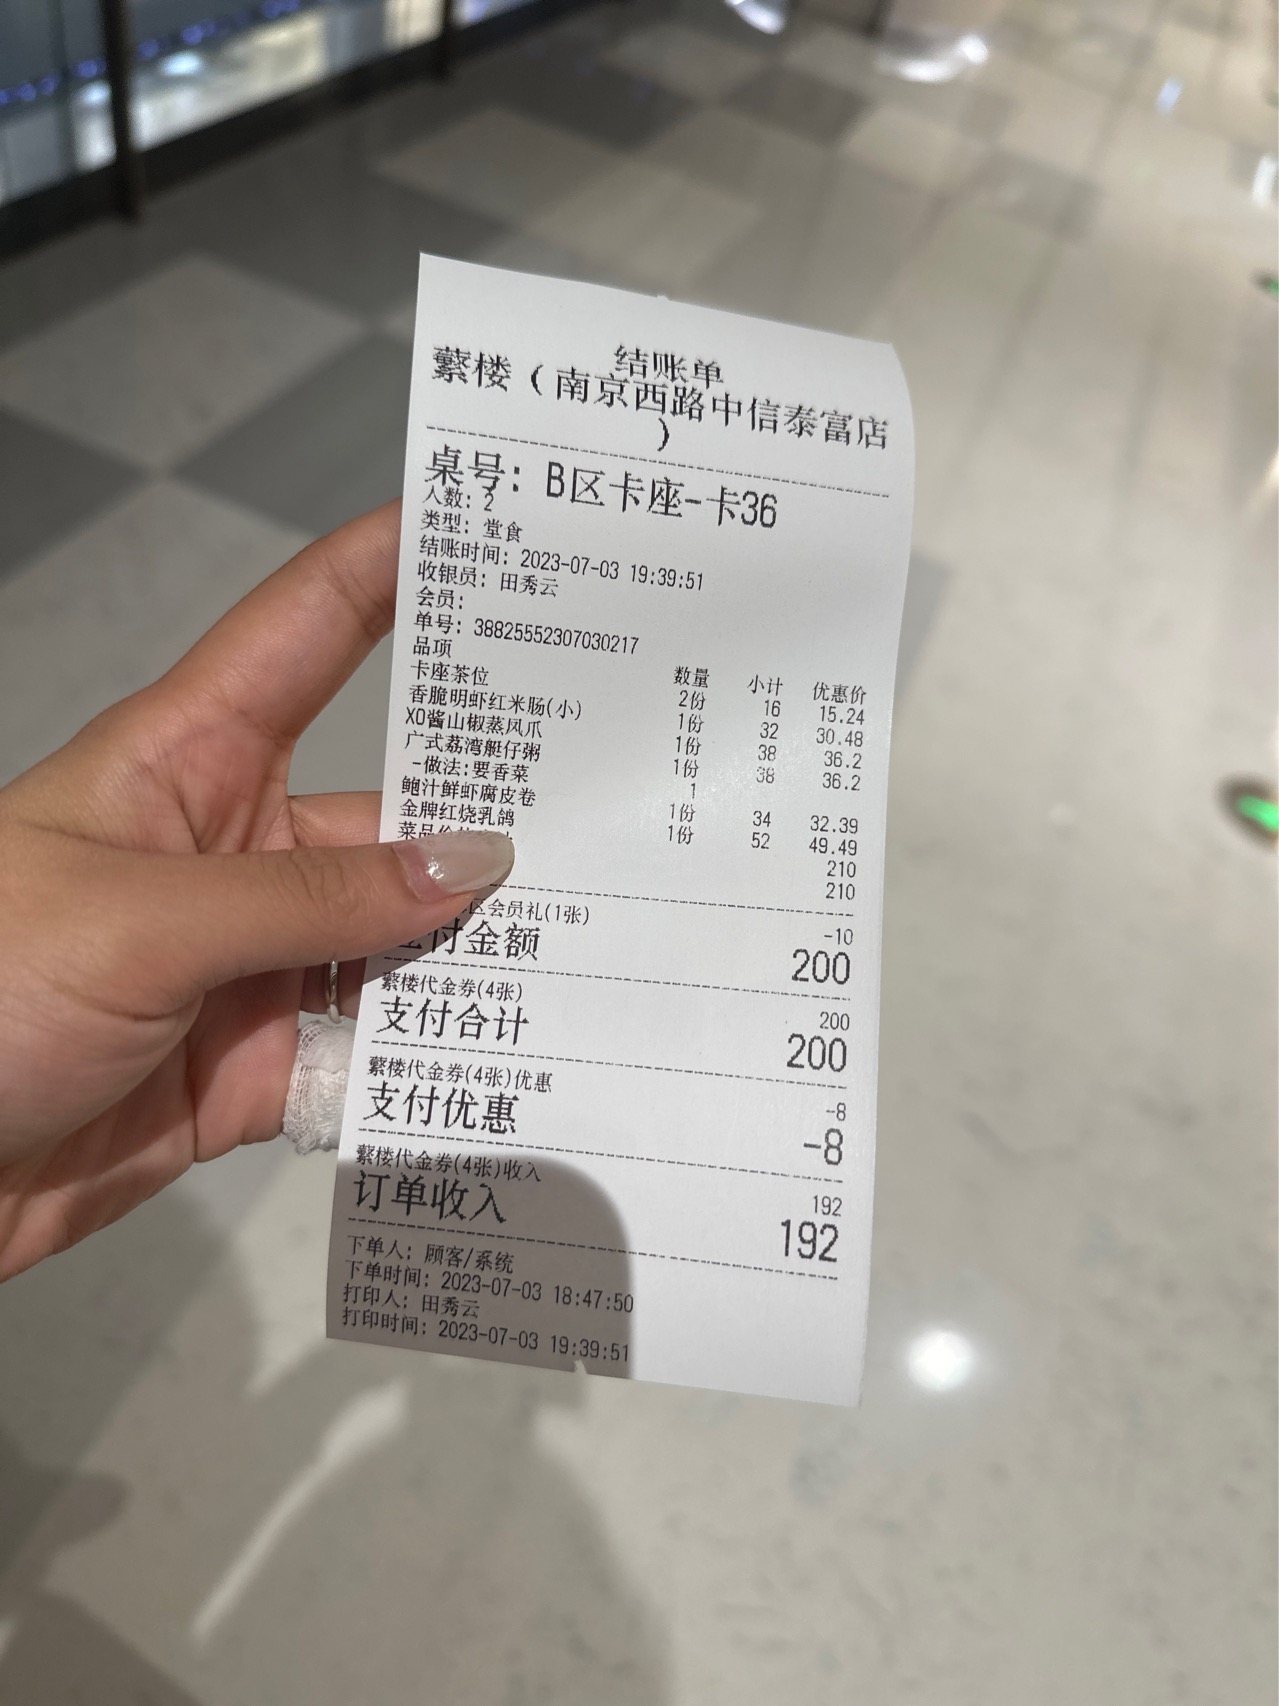 结账单
蘩楼（南京西路中信泰富店
）
桌号：B区卡座-卡36
人数：2
类型：堂食
结账时间：2023-07-03 19:39:51
收银员：田秀云
会员：
单号：38825552307030217
品项 数量 小计 优惠价
卡座茶位 2份 16 15.24
香脆明虾红米肠(小) 1份 32 30.48
XO酱山椒蒸凤爪 1份 38 36.2
广式荔湾艇仔粥 1份 38 36.2
-做法:要香菜 1
鲍汁鲜虾腐皮卷 1份 34 32.39
金牌红烧乳鸽 1份 52 49.49
菜品 210
210
区会员礼(1张) -10
付金额 200
蘩楼代金券(4张) 200
支付合计 200
蘩楼代金券(4张)优惠 -8
支付优惠 -8
蘩楼代金券(4张)收入 192
订单收入 192
下单人：顾客/系统
下单时间：2023-07-03 18:47:50
打印人：田秀云
打印时间：2023-07-03 19:39:51